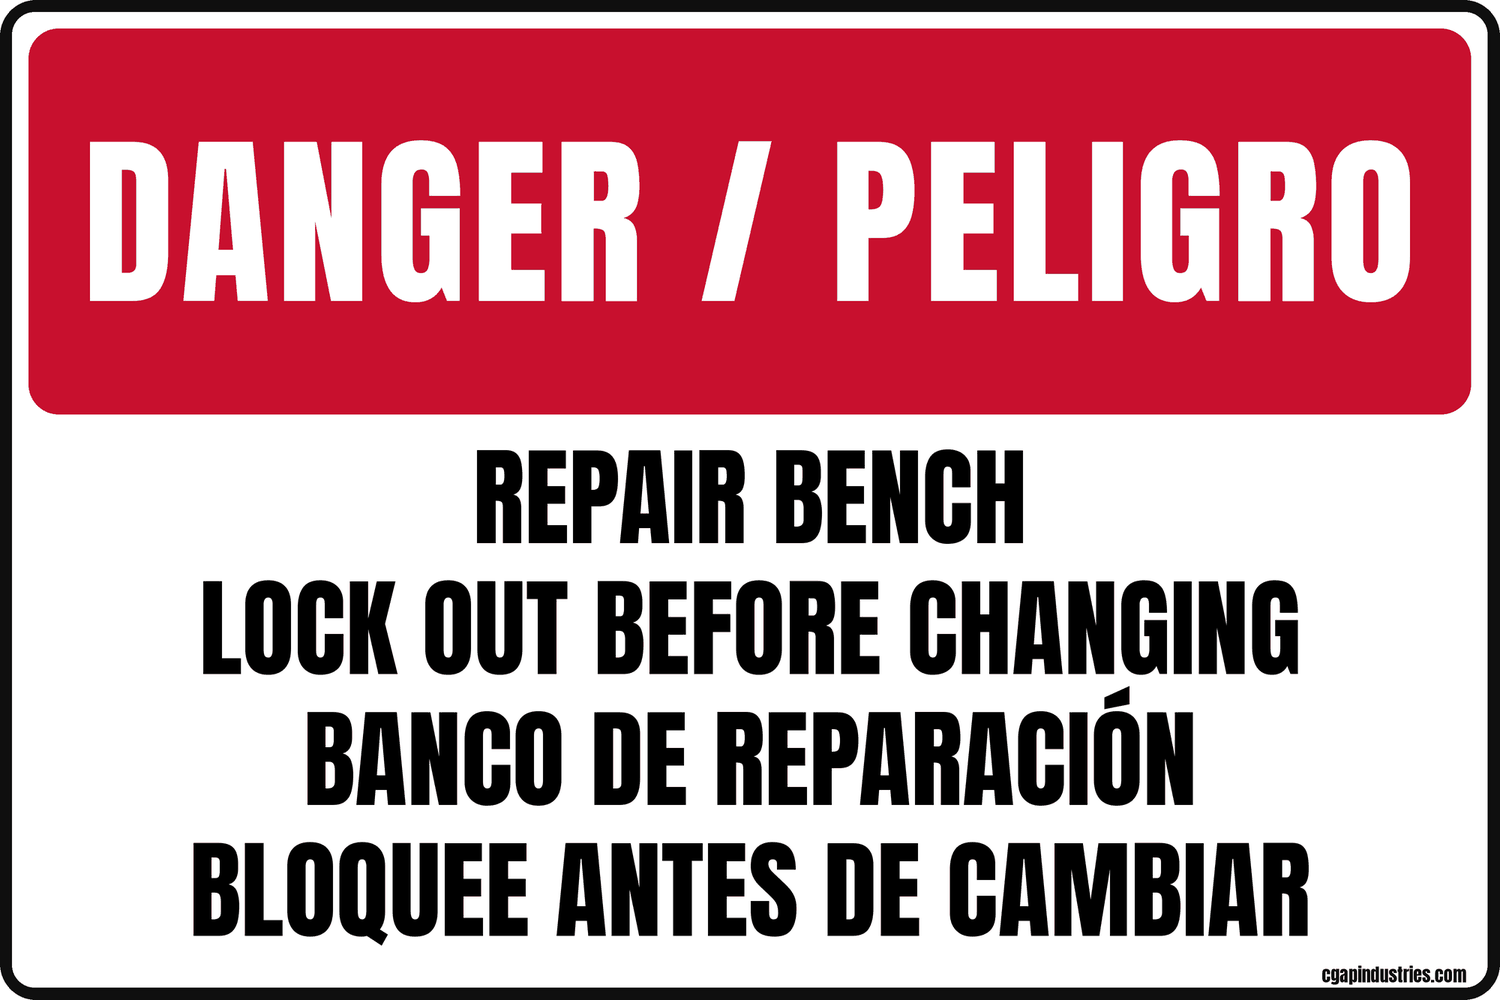 DANGER / PELIGRO
REPAIR BENCH
LOCK OUT BEFORE CHANGING
BANCO DE REPARACIÓN
BLOQUEE ANTES DE CAMBIAR
cgapindustries.com